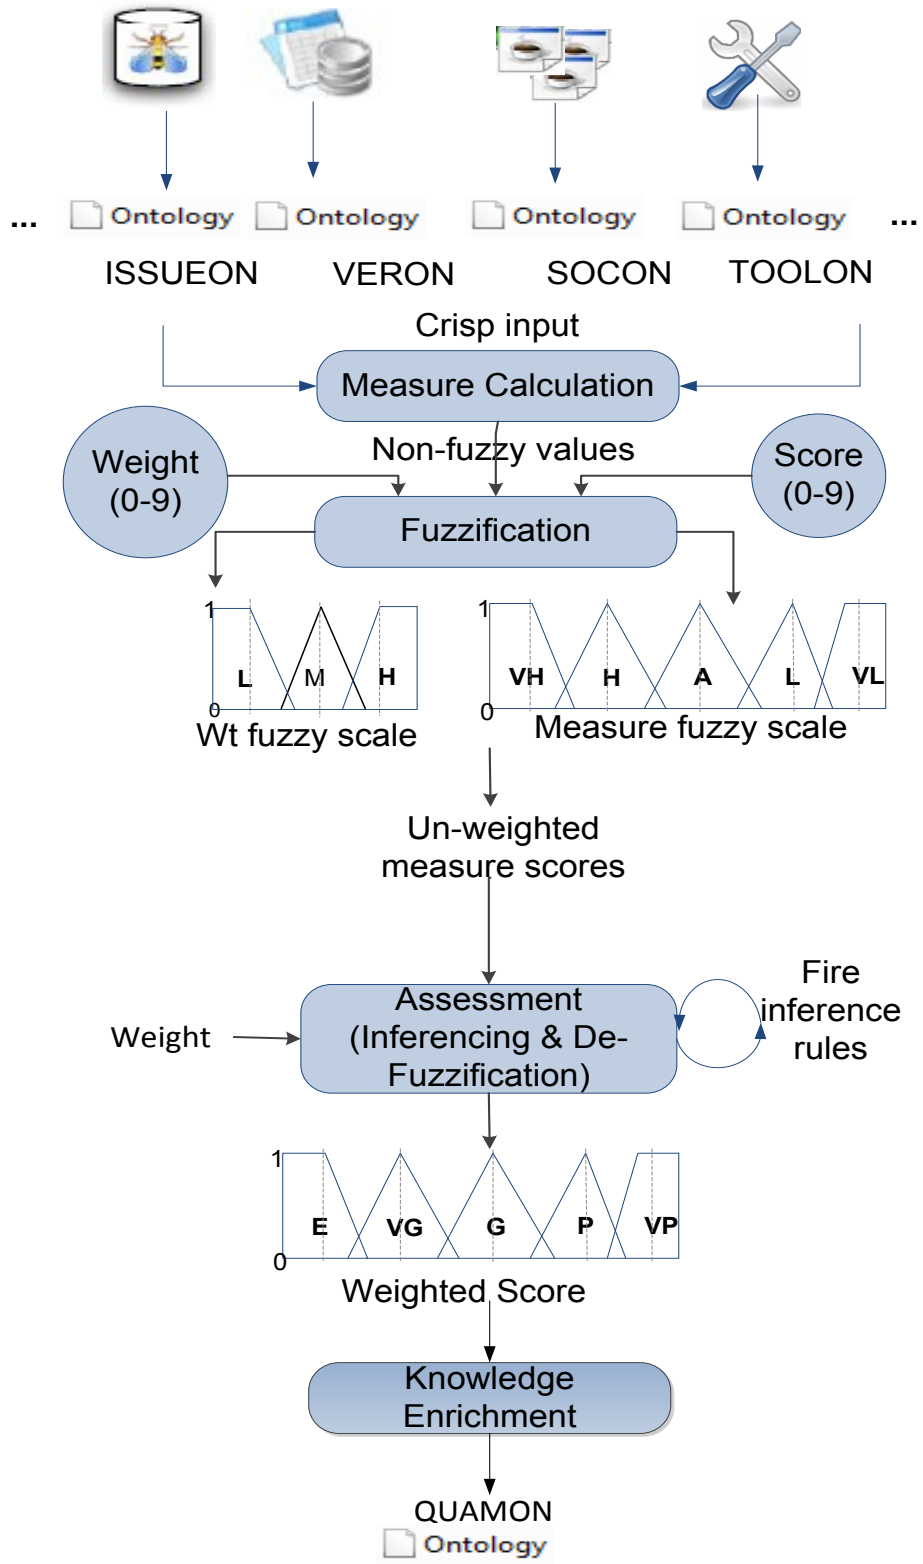 ... Ontology Ontology Ontology Ontology ...
ISSUEON VERON SOCON TOOLON
Crisp input
Measure Calculation
Non-fuzzy values
Weight
(0-9)
Score
(0-9)
Fuzzification
1
L M H
0
Wt fuzzy scale
1
VH H A L VL
0
Measure fuzzy scale
Un-weighted
measure scores
Weight
Assessment
(Inferencing & De-
Fuzzification)
Fire
inference
rules
1
E VG G P VP
0
Weighted Score
Knowledge
Enrichment
QUAMON
Ontology